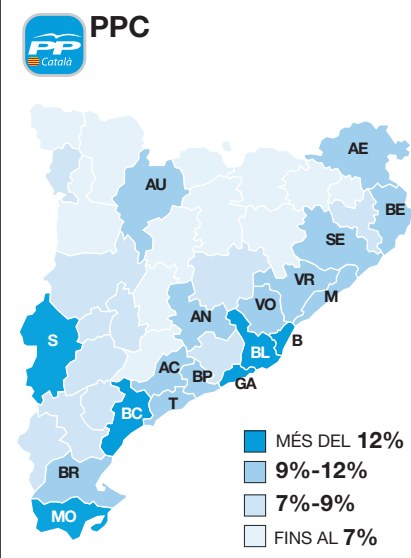 PPC
PP
Català
AE
AU
BE
SE
VR
M
VO
AN
B
S
BL
AC
BP
GA
BC
T
BR
MO
MÉS DEL 12%
9%-12%
7%-9%
FINS AL 7%